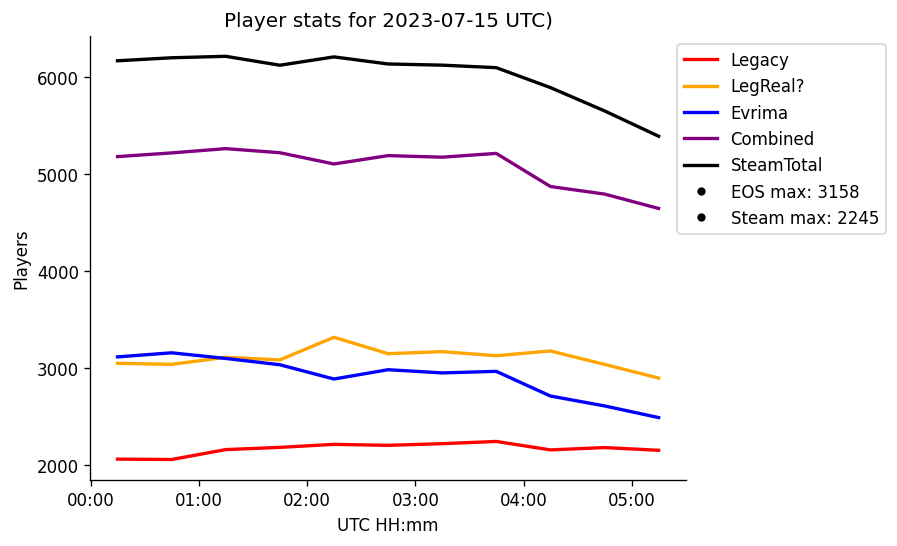 Player stats for 2023-07-15 UTC)
Legacy
LegReal?
Evrima
Combined
SteamTotal
EOS max: 3158
Steam max: 2245
Players
6000
5000
4000
3000
2000
00:00 01:00 02:00 03:00 04:00 05:00
UTC HH:mm